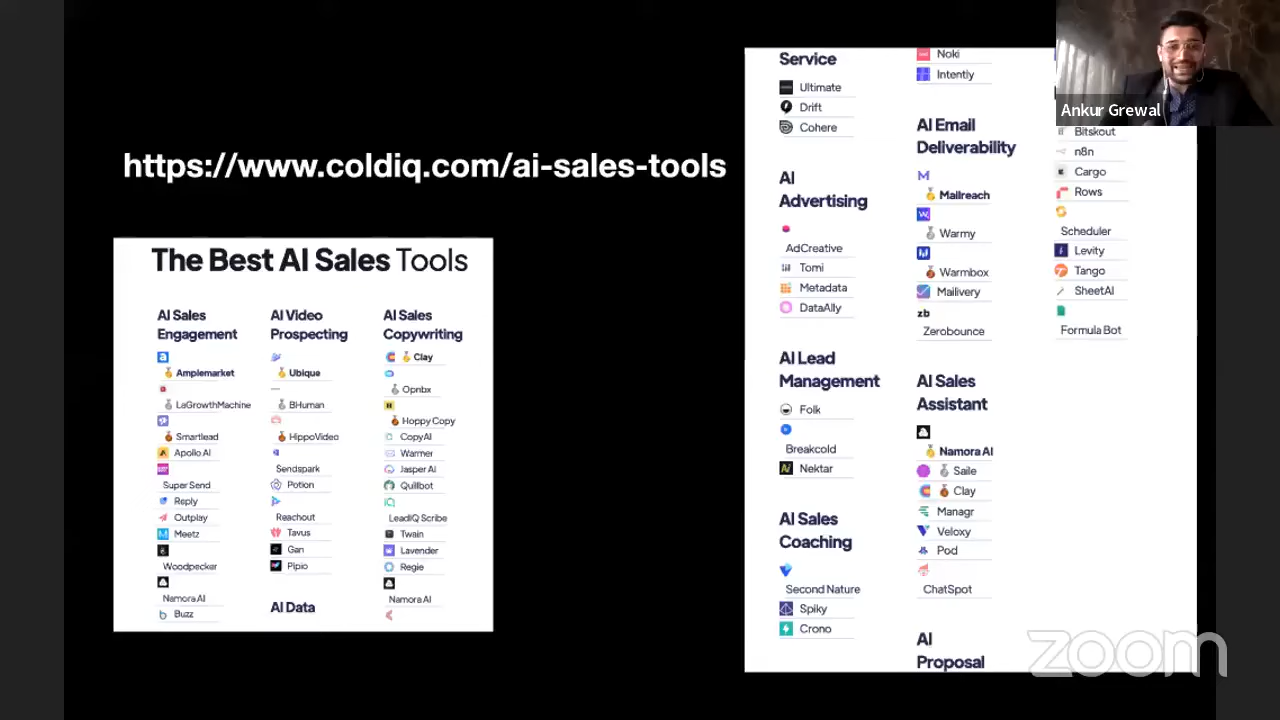 https://www.coldiq.com/ai-sales-tools
The Best AI Sales Tools
AI Sales
Engagement
Amplemarket
LaGrowthMachine
Smartlead
Apollo AI
Super Send
Reply
Outplay
Meetz
Woodpecker
Namora AI
Buzz
AI Video
Prospecting
Ubique
BHuman
HippoVideo
Sendspark
Potion
Reachout
Tavus
Gan
Pipio
AI Data
AI Sales
Copywriting
Clay
Opnbx
Hoppy Copy
CopyAI
Warmer
Jasper AI
Quillbot
LeadIQ Scribe
Twain
Lavender
Regie
Namora AI
Service
Ultimate
Drift
Cohere
AI
Advertising
AdCreative
Tomi
Metadata
DataAlly
AI Lead
Management
Folk
Breakcold
Nektar
AI Sales
Coaching
Second Nature
Spiky
Crono
Noki
Intently
AI Email
Deliverability
Mailreach
Warmy
Warmbox
Mailivery
zb
Zerobounce
AI Sales
Assistant
Namora AI
Saile
Clay
Managr
Veloxy
Pod
ChatSpot
AI
Proposal
Bitskout
n8n
Cargo
Rows
Scheduler
Levity
Tango
SheetAI
Formula Bot
Ankur Grewal
zoom